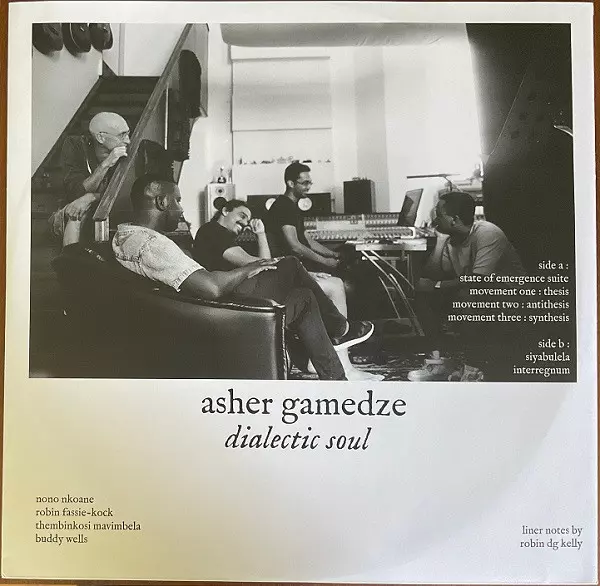 side a :
state of emergence suite
movement one : thesis
movement two : antithesis
movement three : synthesis
side b :
siyabulela
interregnum
asher gamedze
dialectic soul
nono nkoane
robin fassie-kock
thembinkosi mavimbela
buddy wells
liner notes by
robin dg kelly